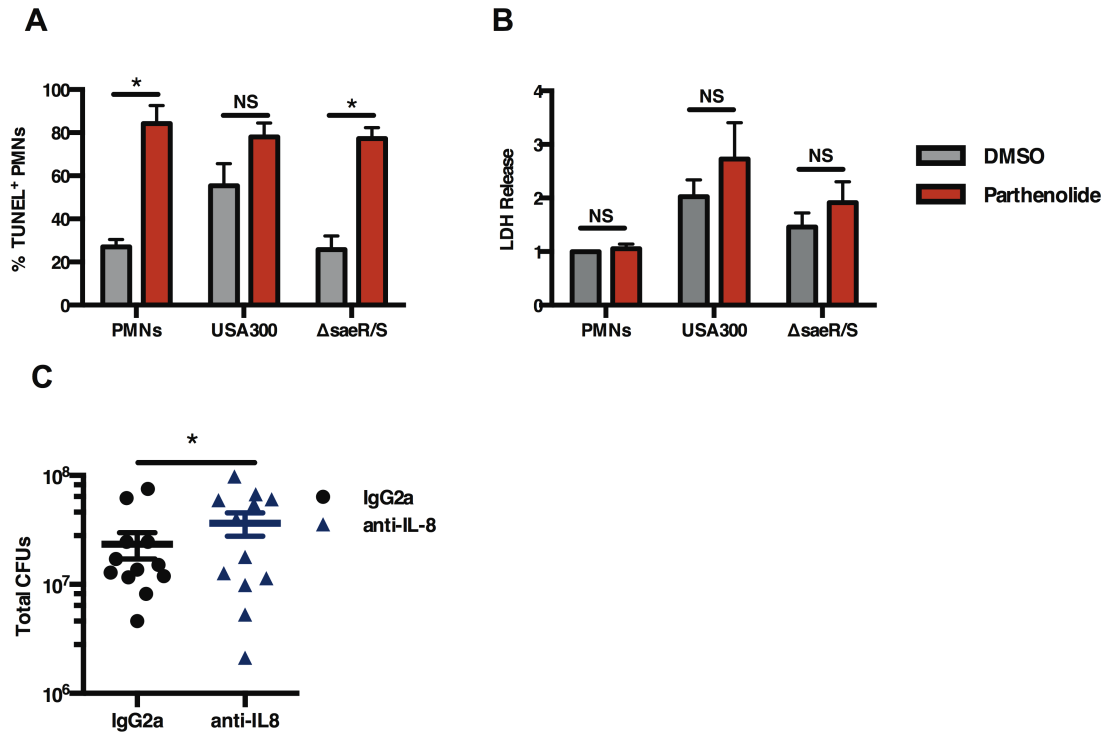 A
% TUNEL⁺ PMNs
100
80
60
40
20
0
*
NS
*
PMNs
USA300
ΔsaeR/S
B
LDH Release
4
3
2
1
0
NS
NS
NS
PMNs
USA300
ΔsaeR/S
DMSO
Parthenolide
C
Total CFUs
10⁸
10⁷
10⁶
*
IgG2a
anti-IL8
IgG2a
anti-IL-8